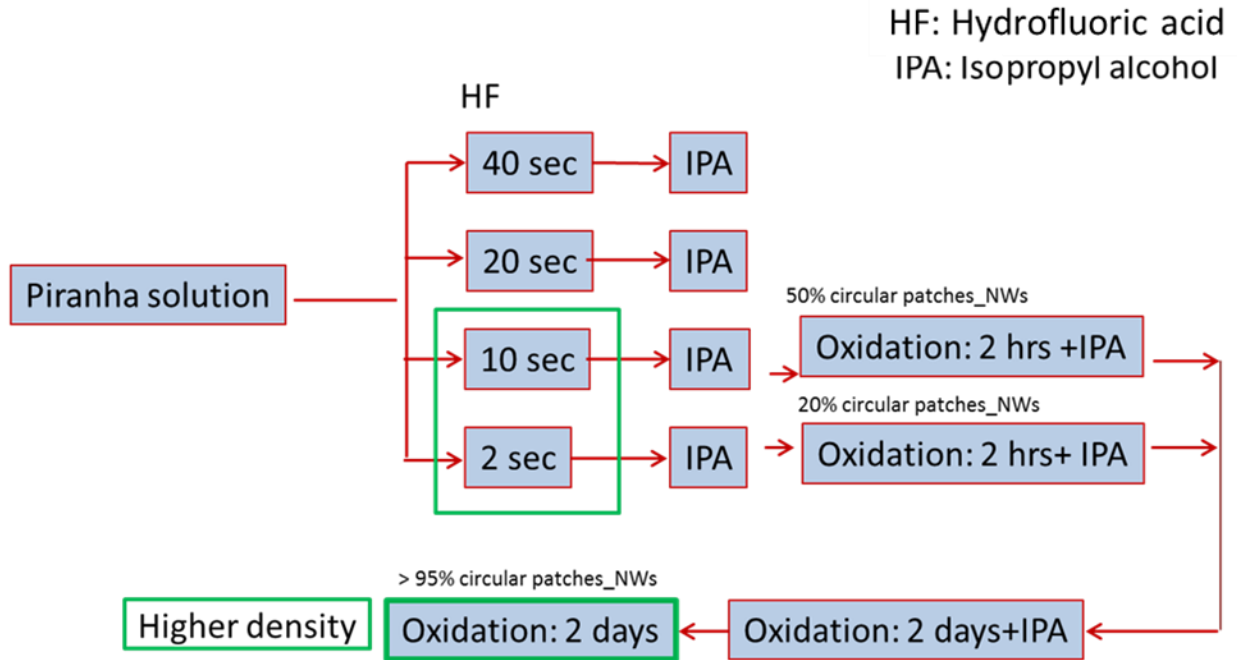 HF: Hydrofluoric acid
IPA: Isopropyl alcohol
HF
40 sec
IPA
20 sec
IPA
Piranha solution
50% circular patches_NWs
10 sec
IPA
Oxidation: 2 hrs +IPA
20% circular patches_NWs
2 sec
IPA
Oxidation: 2 hrs+ IPA
> 95% circular patches_NWs
Higher density
Oxidation: 2 days
Oxidation: 2 days+IPA